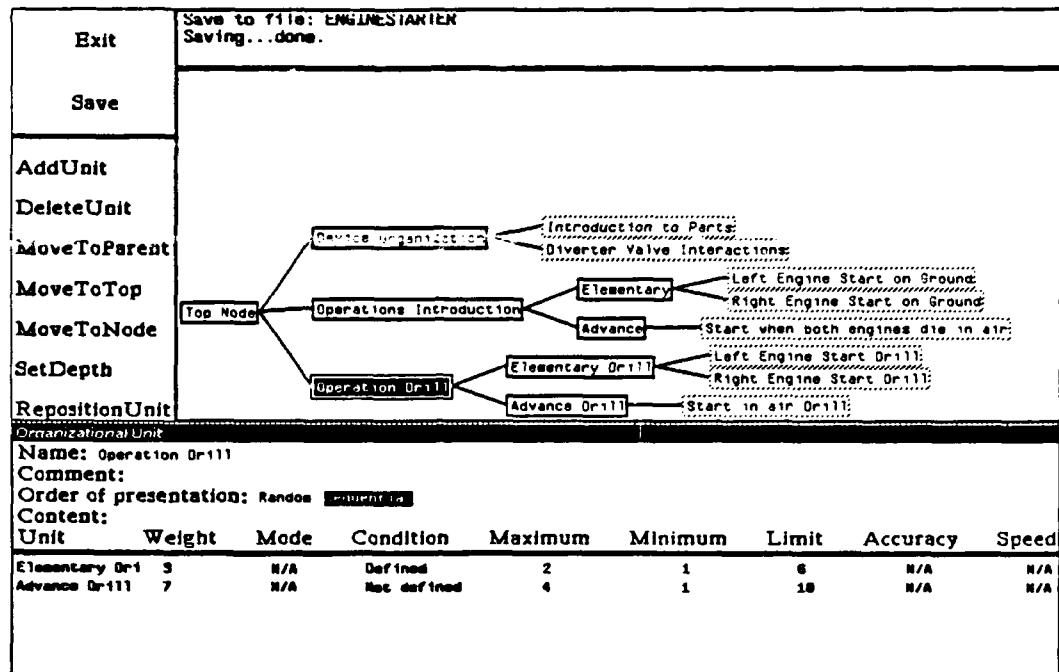 Exit
Save
Save to file: ENGINESTARTER
Saving...done.
AddUnit
DeleteUnit
MoveToParent
MoveToTop
MoveToNode
SetDepth
RepositionUnit
Top Node
Device Organization
Introduction to Parts
Diverter Valve Interactions
Operations Introduction
Elementary
Left Engine Start on Ground
Right Engine Start on Ground
Advance
Start when both engines die in air
Operation Drill
Elementary Drill
Left Engine Start Drill
Right Engine Start Drill
Advance Drill
Start in air Drill
Organizational Unit
Name: Operation Drill
Comment:
Order of presentation: Random Sequential
Content:
Unit Weight Mode Condition Maximum Minimum Limit Accuracy Speed
Elementary Dri 3 N/A Defined 2 1 6 N/A N/A
Advance Drill 7 N/A Not defined 4 1 10 N/A N/A